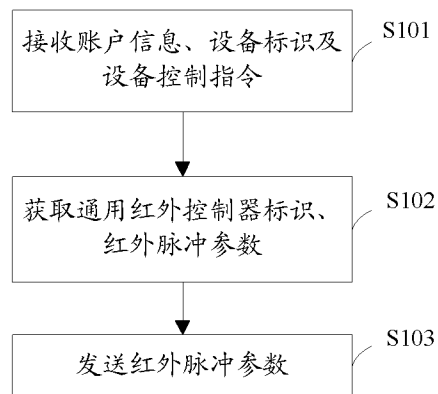 接收账户信息、设备标识及
设备控制指令
S101
获取通用红外控制器标识、
红外脉冲参数
S102
发送红外脉冲参数
S103